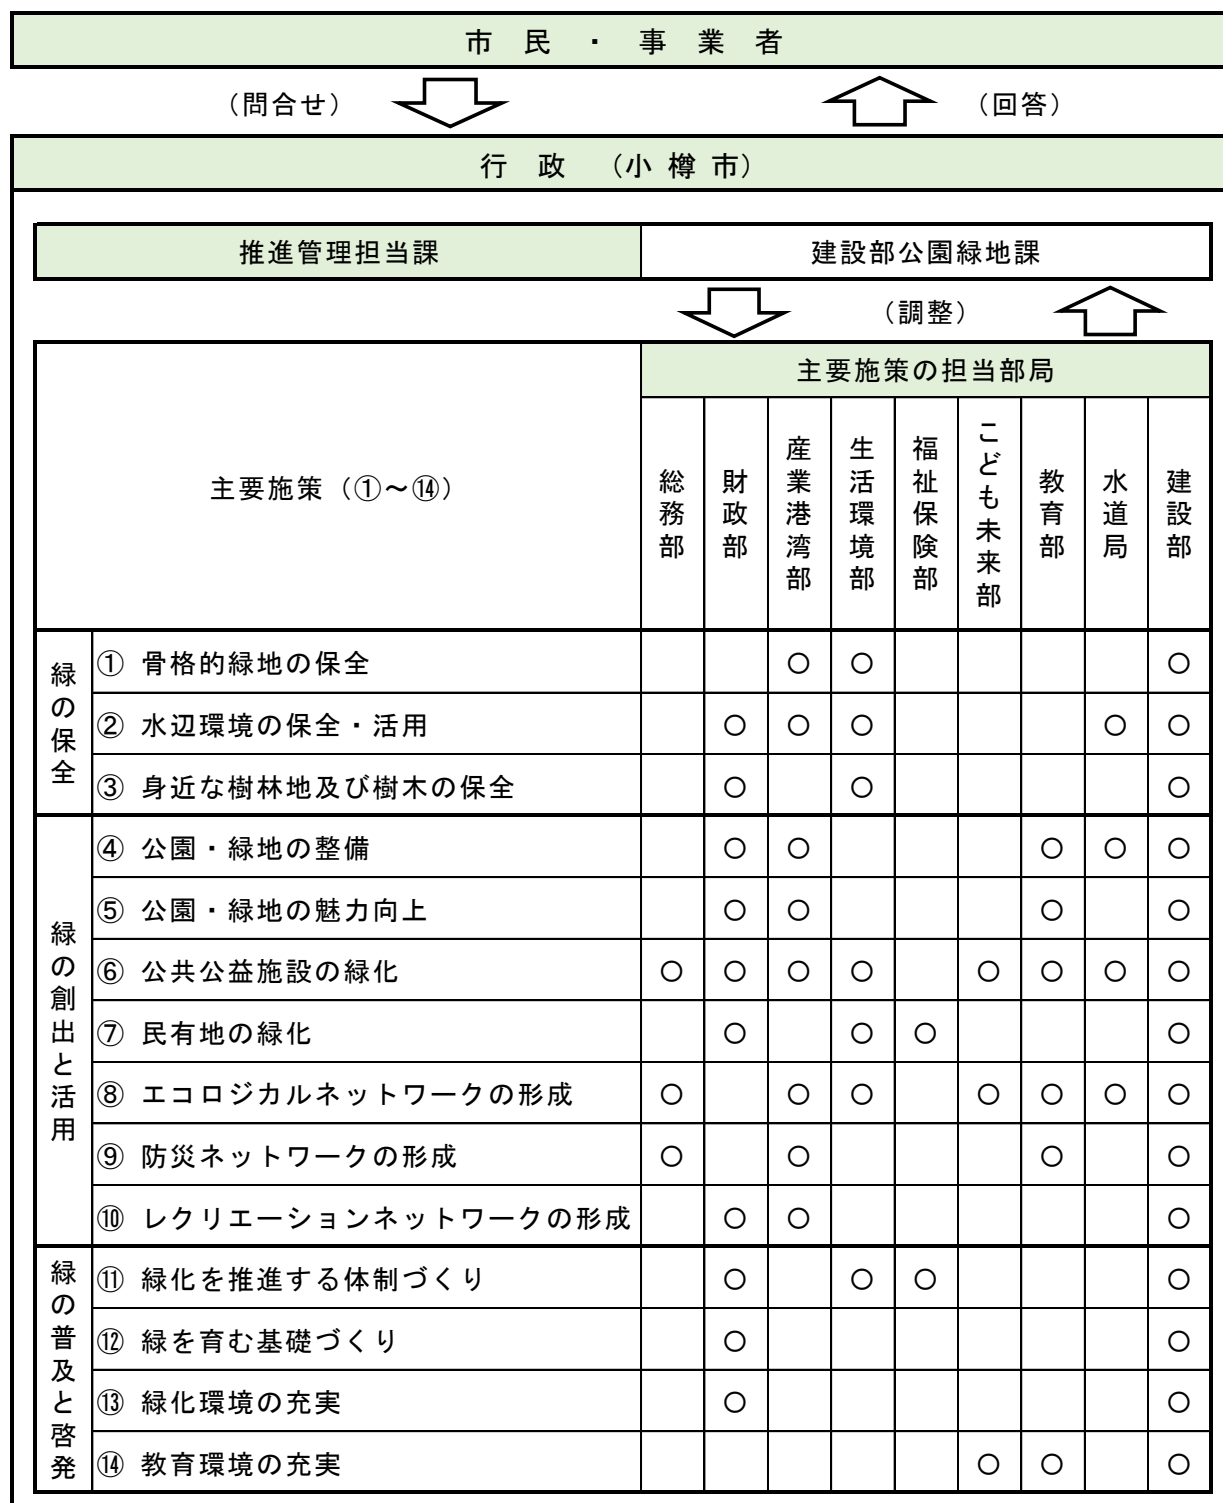 市民・事業者
（問合せ）
（回答）
行政（小樽市）
推進管理担当課
建設部公園緑地課
（調整）
主要施策（①～⑭）
主要施策の担当部局
総務部
財政部
産業港湾部
生活環境部
福祉保険部
こども未来部
教育部
水道局
建設部
緑の保全
① 骨格的緑地の保全 ○ ○ ○
② 水辺環境の保全・活用 ○ ○ ○ ○ ○
③ 身近な樹林地及び樹木の保全 ○ ○ ○
緑の創出と活用
④ 公園・緑地の整備 ○ ○ ○ ○ ○
⑤ 公園・緑地の魅力向上 ○ ○ ○ ○
⑥ 公共公益施設の緑化 ○ ○ ○ ○ ○ ○ ○ ○
⑦ 民有地の緑化 ○ ○ ○ ○
⑧ エコロジカルネットワークの形成 ○ ○ ○ ○ ○ ○ ○
⑨ 防災ネットワークの形成 ○ ○ ○ ○
⑩ レクリエーションネットワークの形成 ○ ○ ○
緑の普及と啓発
⑪ 緑化を推進する体制づくり ○ ○ ○ ○
⑫ 緑を育む基礎づくり ○ ○
⑬ 緑化環境の充実 ○ ○
⑭ 教育環境の充実 ○ ○ ○